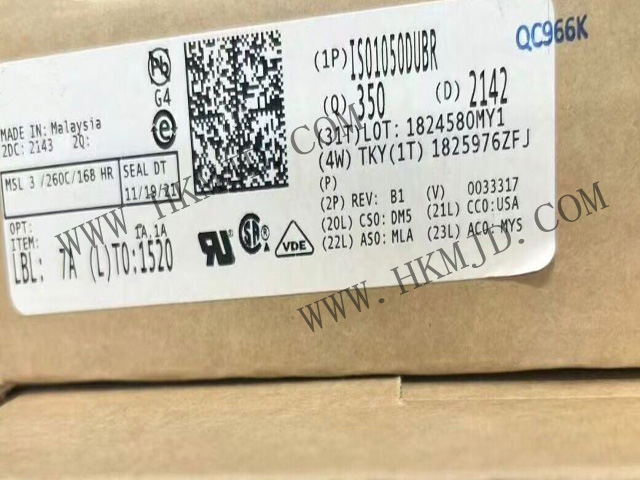 QC966K
(1P)ISO1050DUBR
(Q) 350 (D) 2142
(31T)LOT: 1824580MY1
(4W) TKY(1T) 1825976ZFJ
(P)
(2P) REV: B1 (V) 0033317
(20L) CSO: DM5 (21L) CCO:USA
(22L) ASO: MLA (23L) ACO: MYS
Pb
G4
e
MADE IN: Malaysia
2DC: 2143 2Q:
MSL 3 /260C/168 HR
SEAL DT
11/19/21
OPT:
ITEM: 1A.1A
LBL: 7A (L)TO:1520
VDE
WWW.HKMJD.COM
WWW.HKMJD.COM